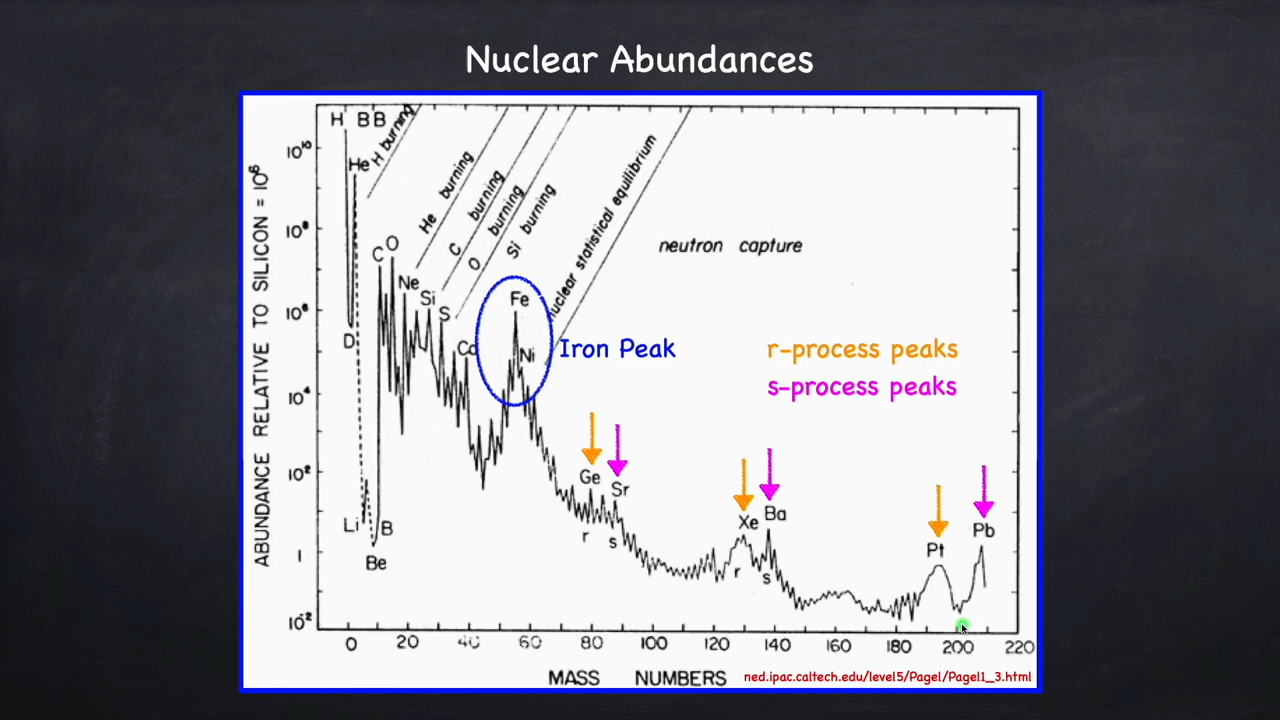 Nuclear Abundances
H BB
He
H burning
He burning
C burning
O burning
Si burning
nuclear statistical equilibrium
neutron capture
C
O
Ne
Si
S
Ca
Fe
Ni
Iron Peak
r-process peaks
s-process peaks
D
Li
Be
B
Ge
Sr
r
s
Xe
Ba
r
s
Pt
Pb
ABUNDANCE RELATIVE TO SILICON = 10⁶
10¹⁰
10⁸
10⁶
10⁴
10²
1
10⁻²
0 20 40 60 80 100 120 140 160 180 200 220
MASS NUMBERS
ned.ipac.caltech.edu/level5/Pagel/Pagel1_3.html